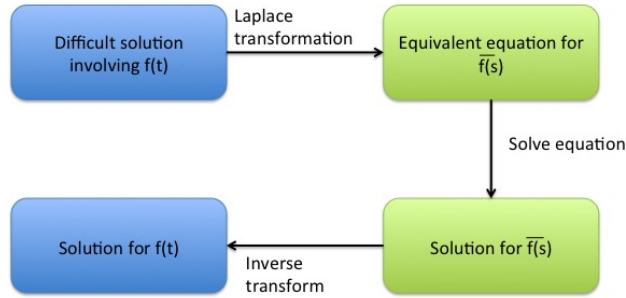 Difficult solution
involving f(t)
Laplace
transformation
Equivalent equation for
f̅(s̅)
Solve equation
Solution for f̅(s̅)
Inverse
transform
Solution for f(t)